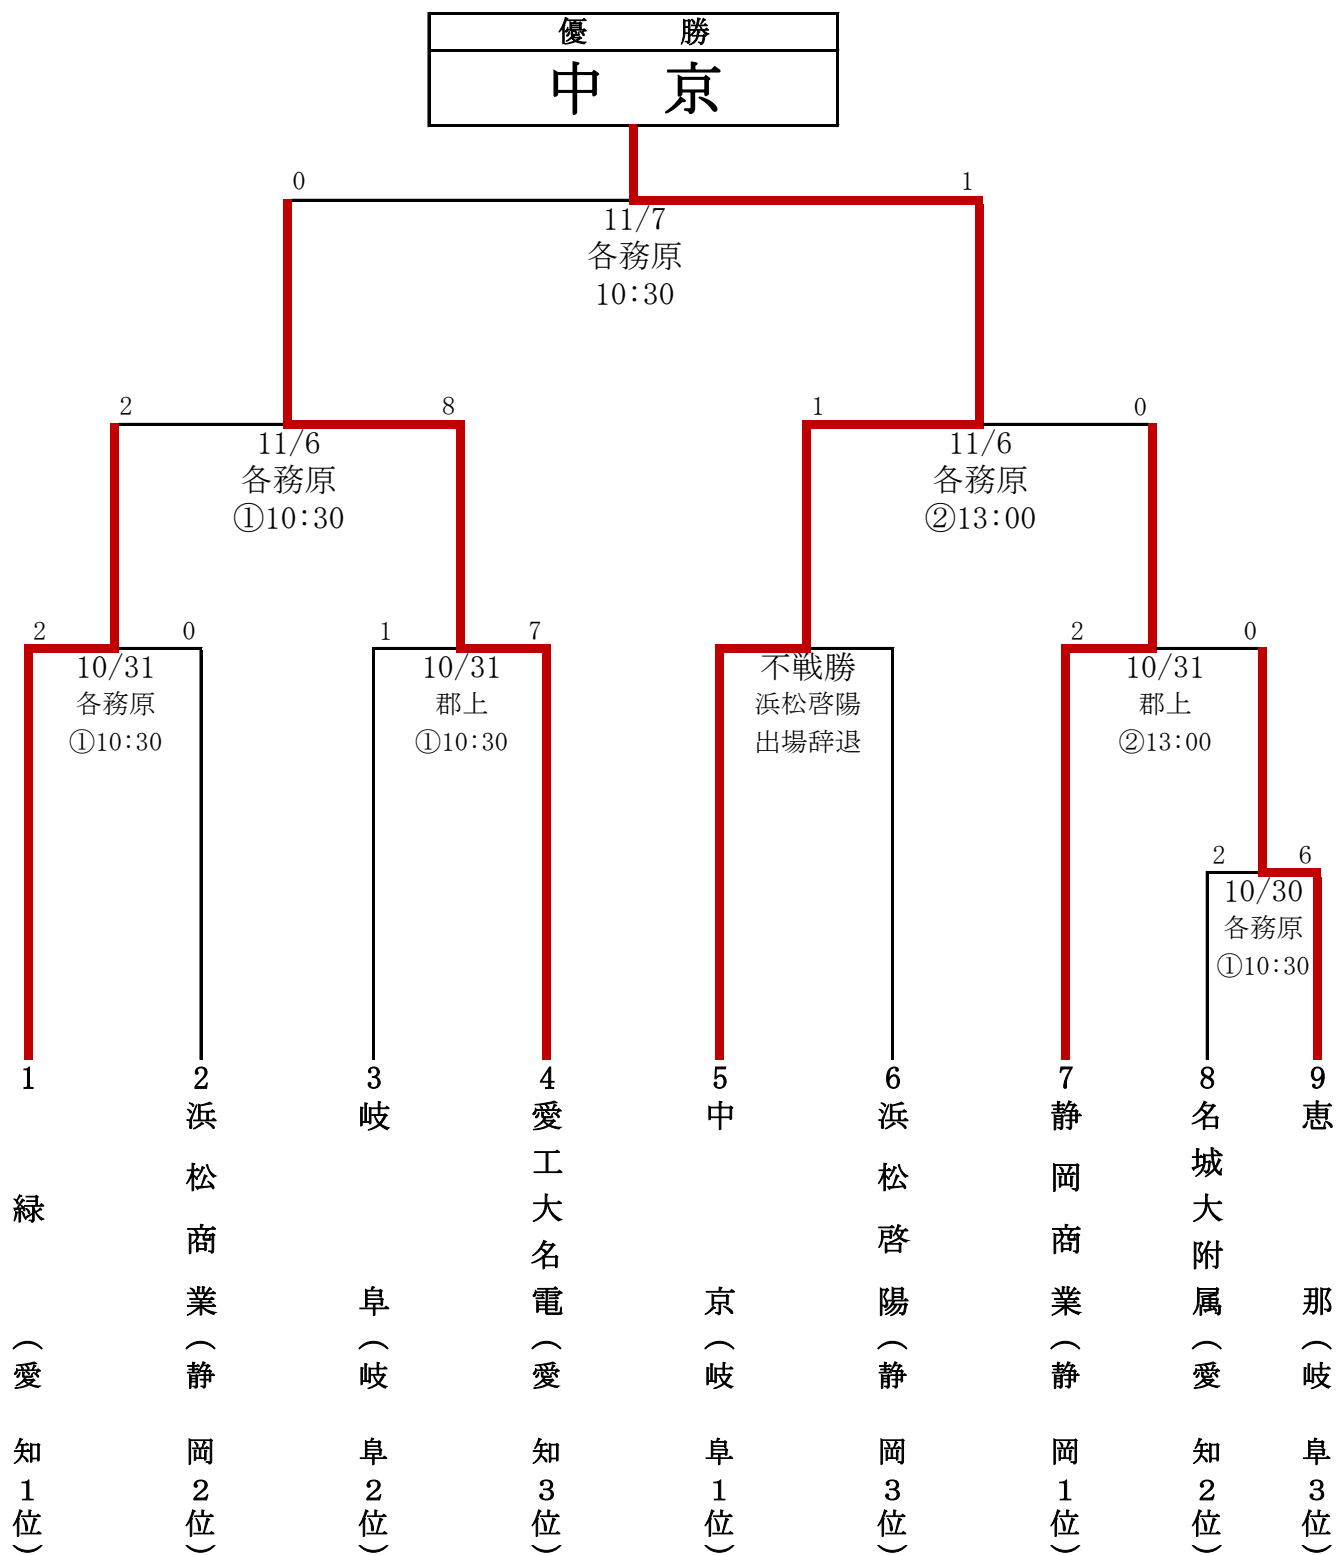 優　勝
中　京
0
1
11/7
各務原
10:30
2
8
1
0
11/6
各務原
①10:30
11/6
各務原
②13:00
2
0
1
7
2
0
10/31
各務原
①10:30
10/31
郡上
①10:30
不戦勝
浜松啓陽
出場辞退
10/31
郡上
②13:00
2
6
10/30
各務原
①10:30
1
緑（愛知1位）
2
浜松商業（静岡2位）
3
岐阜（岐阜2位）
4
愛工大名電（愛知3位）
5
中京（岐阜1位）
6
浜松啓陽（静岡3位）
7
静岡商業（静岡1位）
8
名城大附属（愛知2位）
9
恵那（岐阜3位）